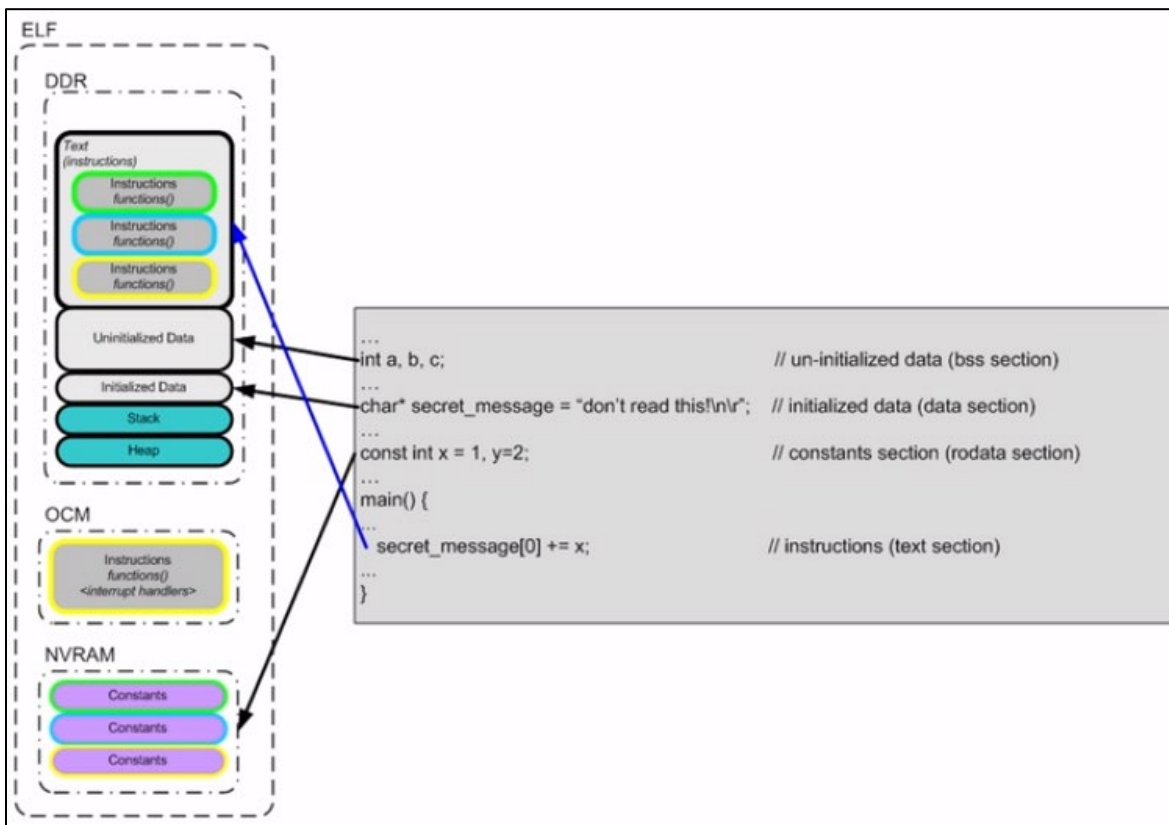 ELF
DDR
Text
(instructions)
Instructions
functions()
Instructions
functions()
Instructions
functions()
Uninitialized Data
Initialized Data
Stack
Heap
OCM
Instructions
functions()
<interrupt handlers>
NVRAM
Constants
Constants
Constants
...
int a, b, c; // un-initialized data (bss section)
...
char* secret_message = “don’t read this!\n\r”; // initialized data (data section)
...
const int x = 1, y=2; // constants section (rodata section)
...
main() {
...
secret_message[0] += x; // instructions (text section)
...
}